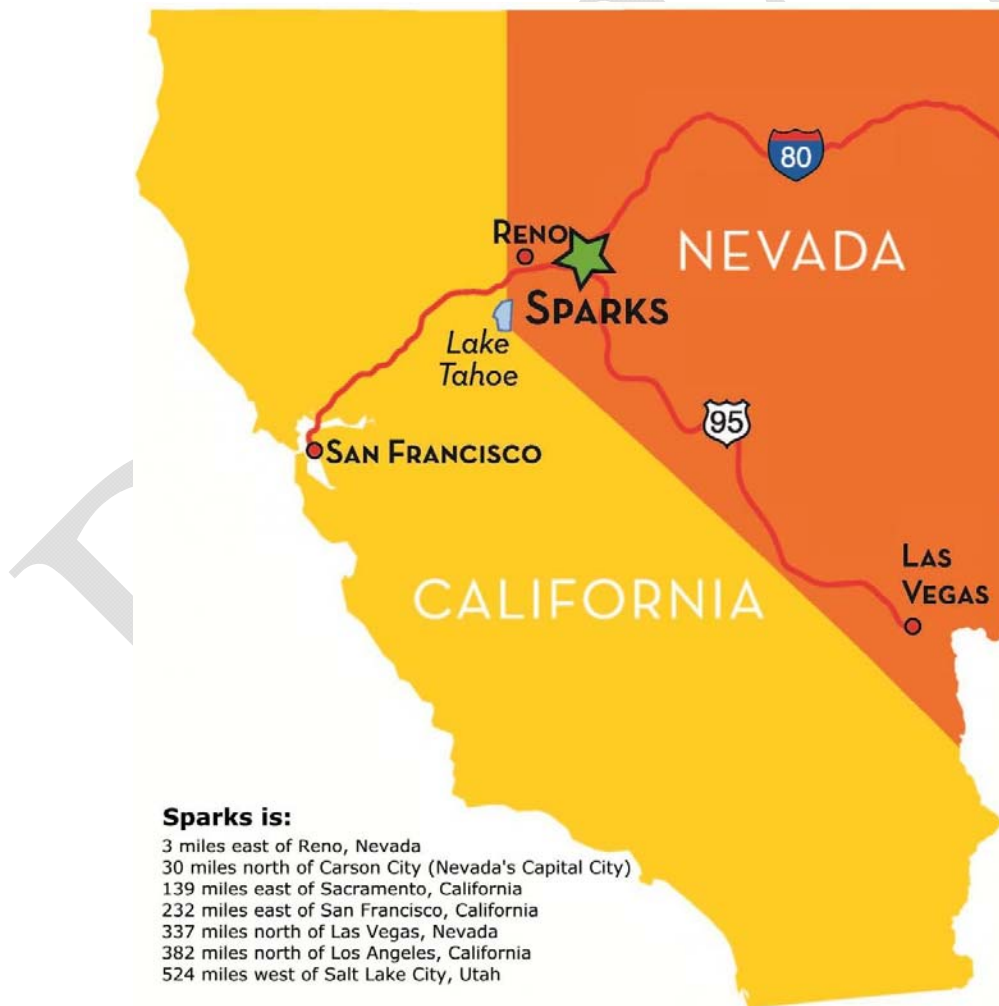 80
RENO
NEVADA
SPARKS
Lake
Tahoe
95
SAN FRANCISCO
LAS
VEGAS
CALIFORNIA
Sparks is:
3 miles east of Reno, Nevada
30 miles north of Carson City (Nevada's Capital City)
139 miles east of Sacramento, California
232 miles east of San Francisco, California
337 miles north of Las Vegas, Nevada
382 miles north of Los Angeles, California
524 miles west of Salt Lake City, Utah